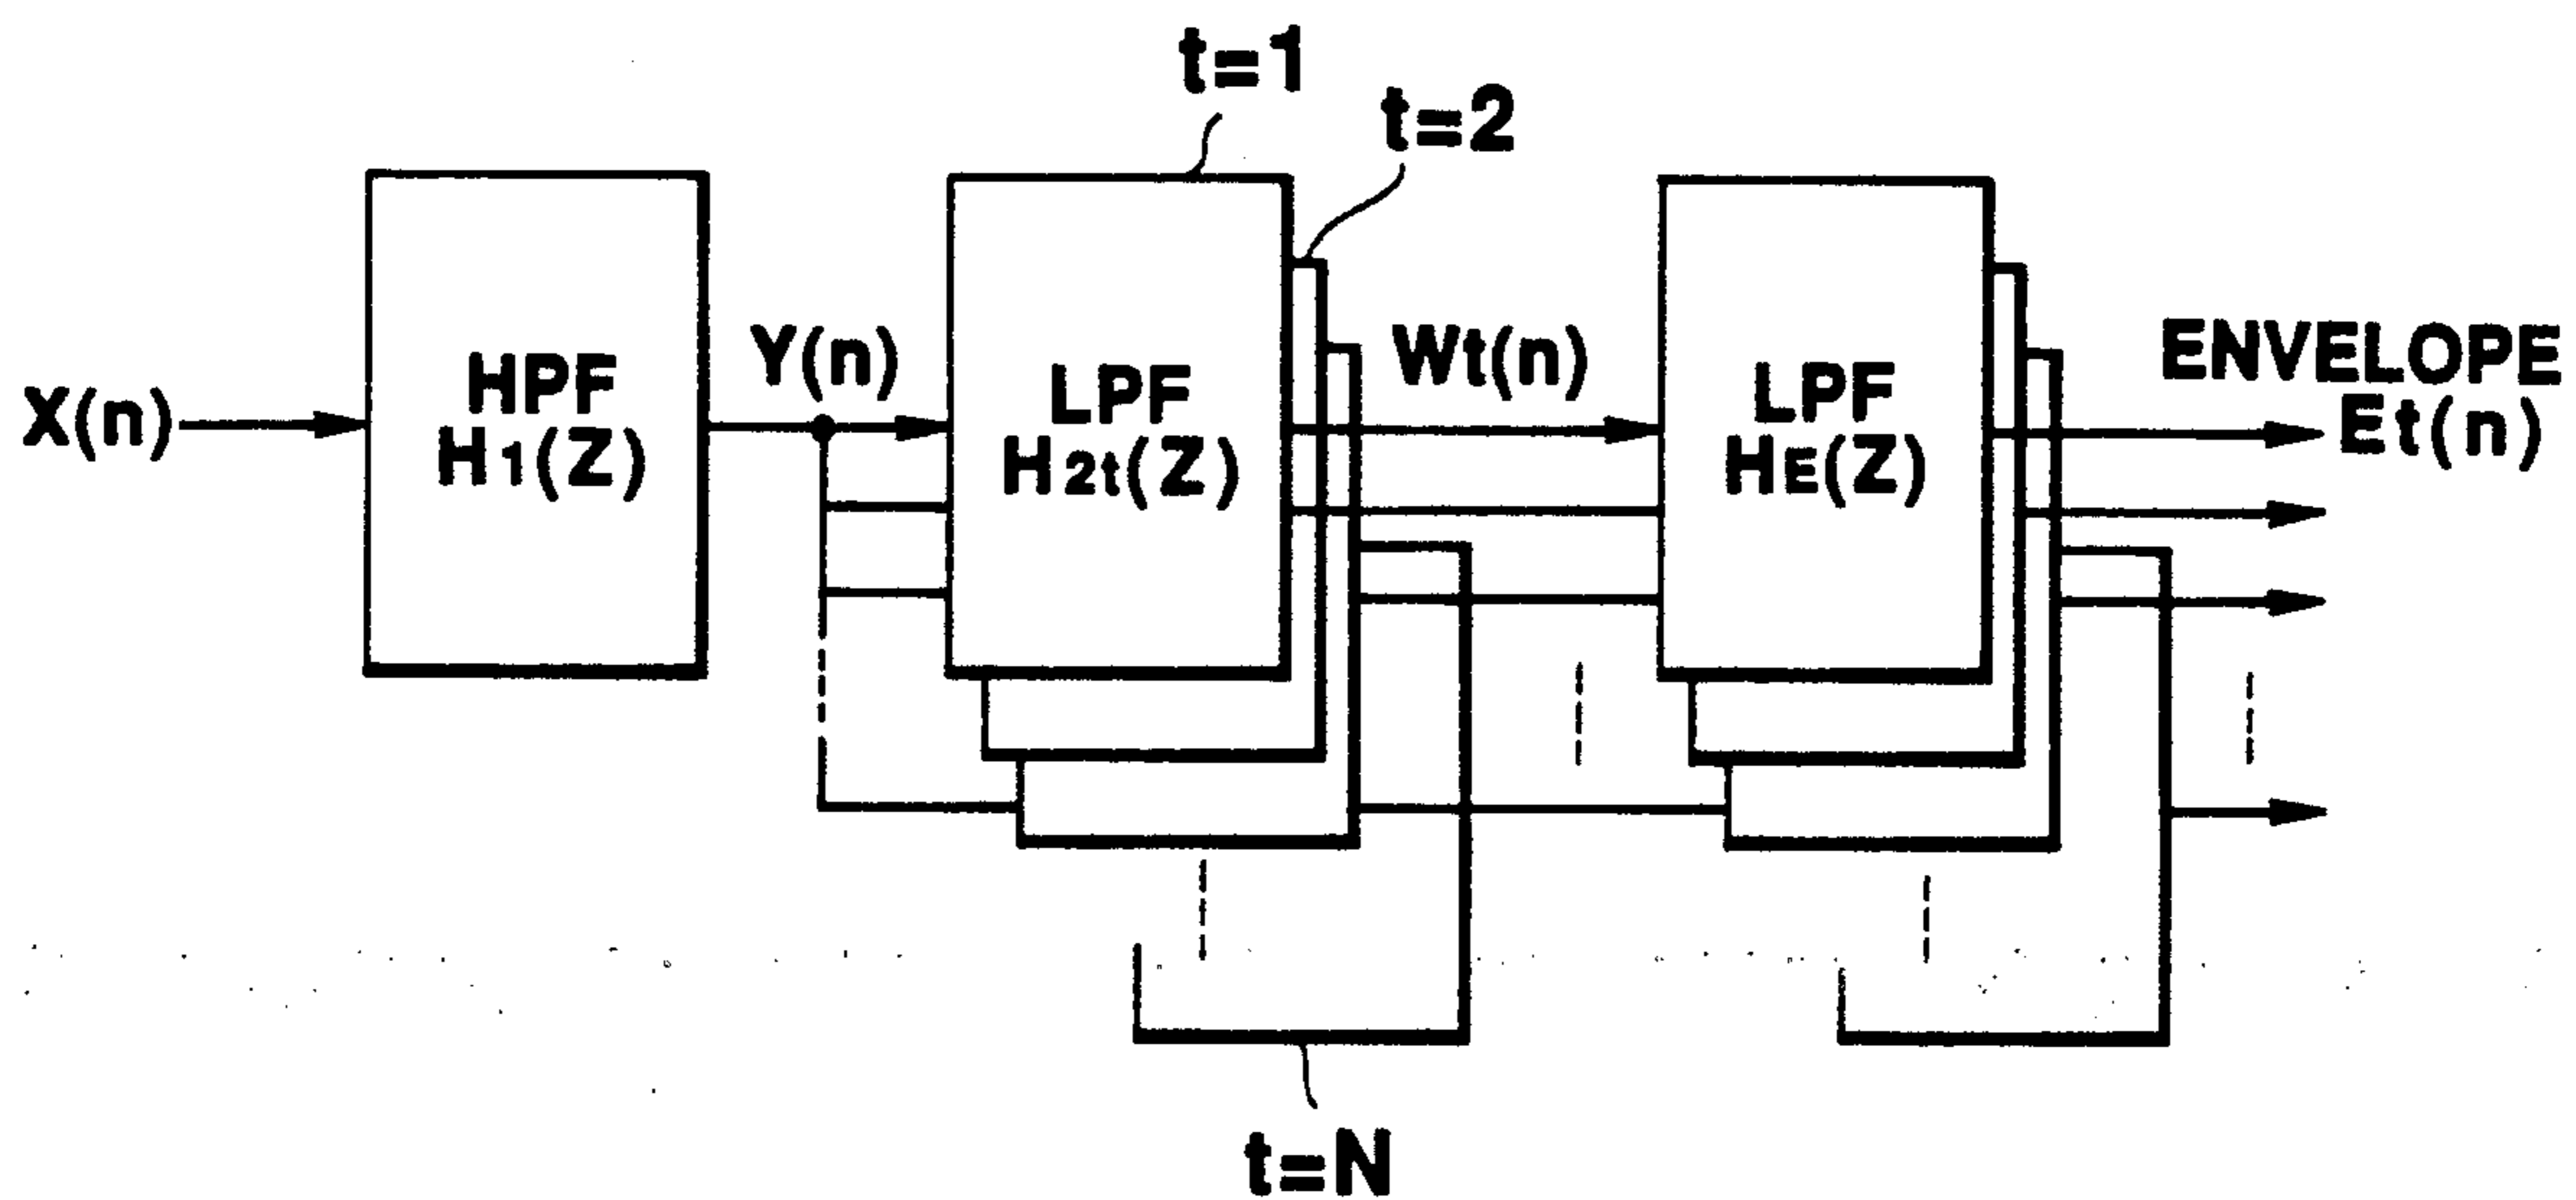 t=1
t=2
X(n)
HPF
H1(Z)
Y(n)
LPF
H2t(Z)
Wt(n)
LPF
HE(Z)
ENVELOPE
Et(n)
t=N